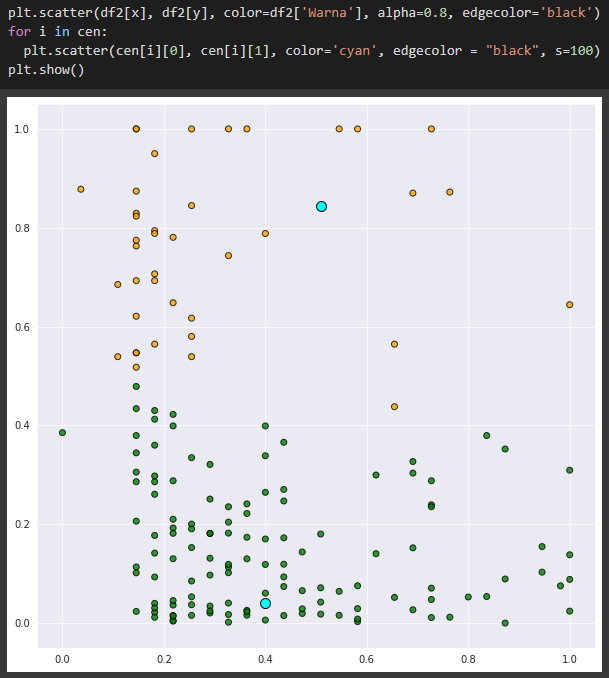 plt.scatter(df2[x], df2[y], color=df2['Warna'], alpha=0.8, edgecolor='black')
for i in cen:
  plt.scatter(cen[i][0], cen[i][1], color='cyan', edgecolor = "black", s=100)
plt.show()
1.0
0.8
0.6
0.4
0.2
0.0
0.0 0.2 0.4 0.6 0.8 1.0